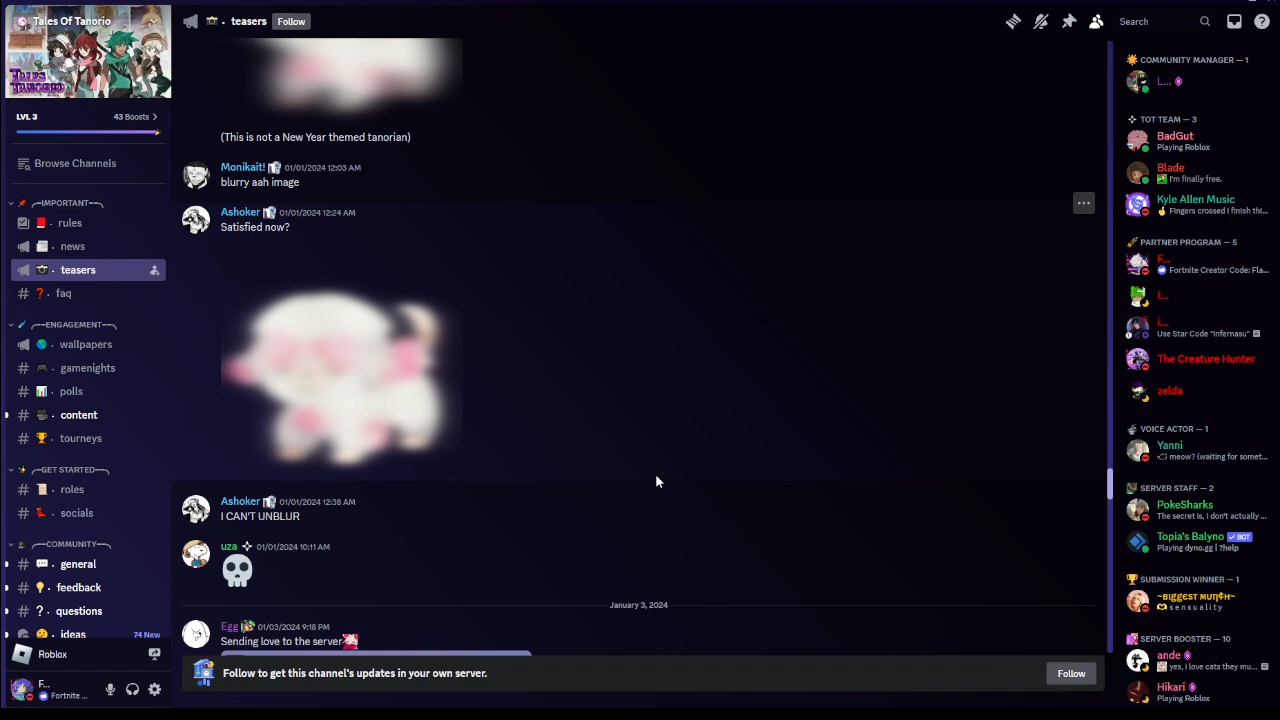 Tales Of Tanorio
TALES
TANORIO
LVL 3
43 Boosts
Browse Channels
IMPORTANT
rules
news
teasers
faq
ENGAGEMENT
wallpapers
gamenights
polls
content
tourneys
GET STARTED
roles
socials
COMMUNITY
general
feedback
questions
ideas 74 New
Roblox
F...
Fortnite ...
teasers Follow
Search
(This is not a New Year themed tanorian)
Monikait! 01/01/2024 12:03 AM
blurry aah image
Ashoker 01/01/2024 12:24 AM
Satisfied now?
Ashoker 01/01/2024 12:38 AM
I CAN'T UNBLUR
uza 01/01/2024 10:11 AM
January 3, 2024
Egg 01/03/2024 9:18 PM
Sending love to the server
Follow to get this channel's updates in your own server.
Follow
COMMUNITY MANAGER — 1
L...
TOT TEAM — 3
BadGut
Playing Roblox
Blade
I'm finally free.
Kyle Allen Music
Fingers crossed I finish thi...
PARTNER PROGRAM — 5
F...
Fortnite Creator Code: Fla...
I...
i...
Use Star Code "Infernasu"
The Creature Hunter
zelda
VOICE ACTOR — 1
Yanni
meow? (waiting for somet...
SERVER STAFF — 2
PokeSharks
The secret is, I don't actually ...
Topia's Balyno BOT
Playing dyno.gg | ?help
SUBMISSION WINNER — 1
~BIGGEST MUN¢H~
sensuality
SERVER BOOSTER — 10
ande
yes, i love cats they mu...
Hikari
Playing Roblox